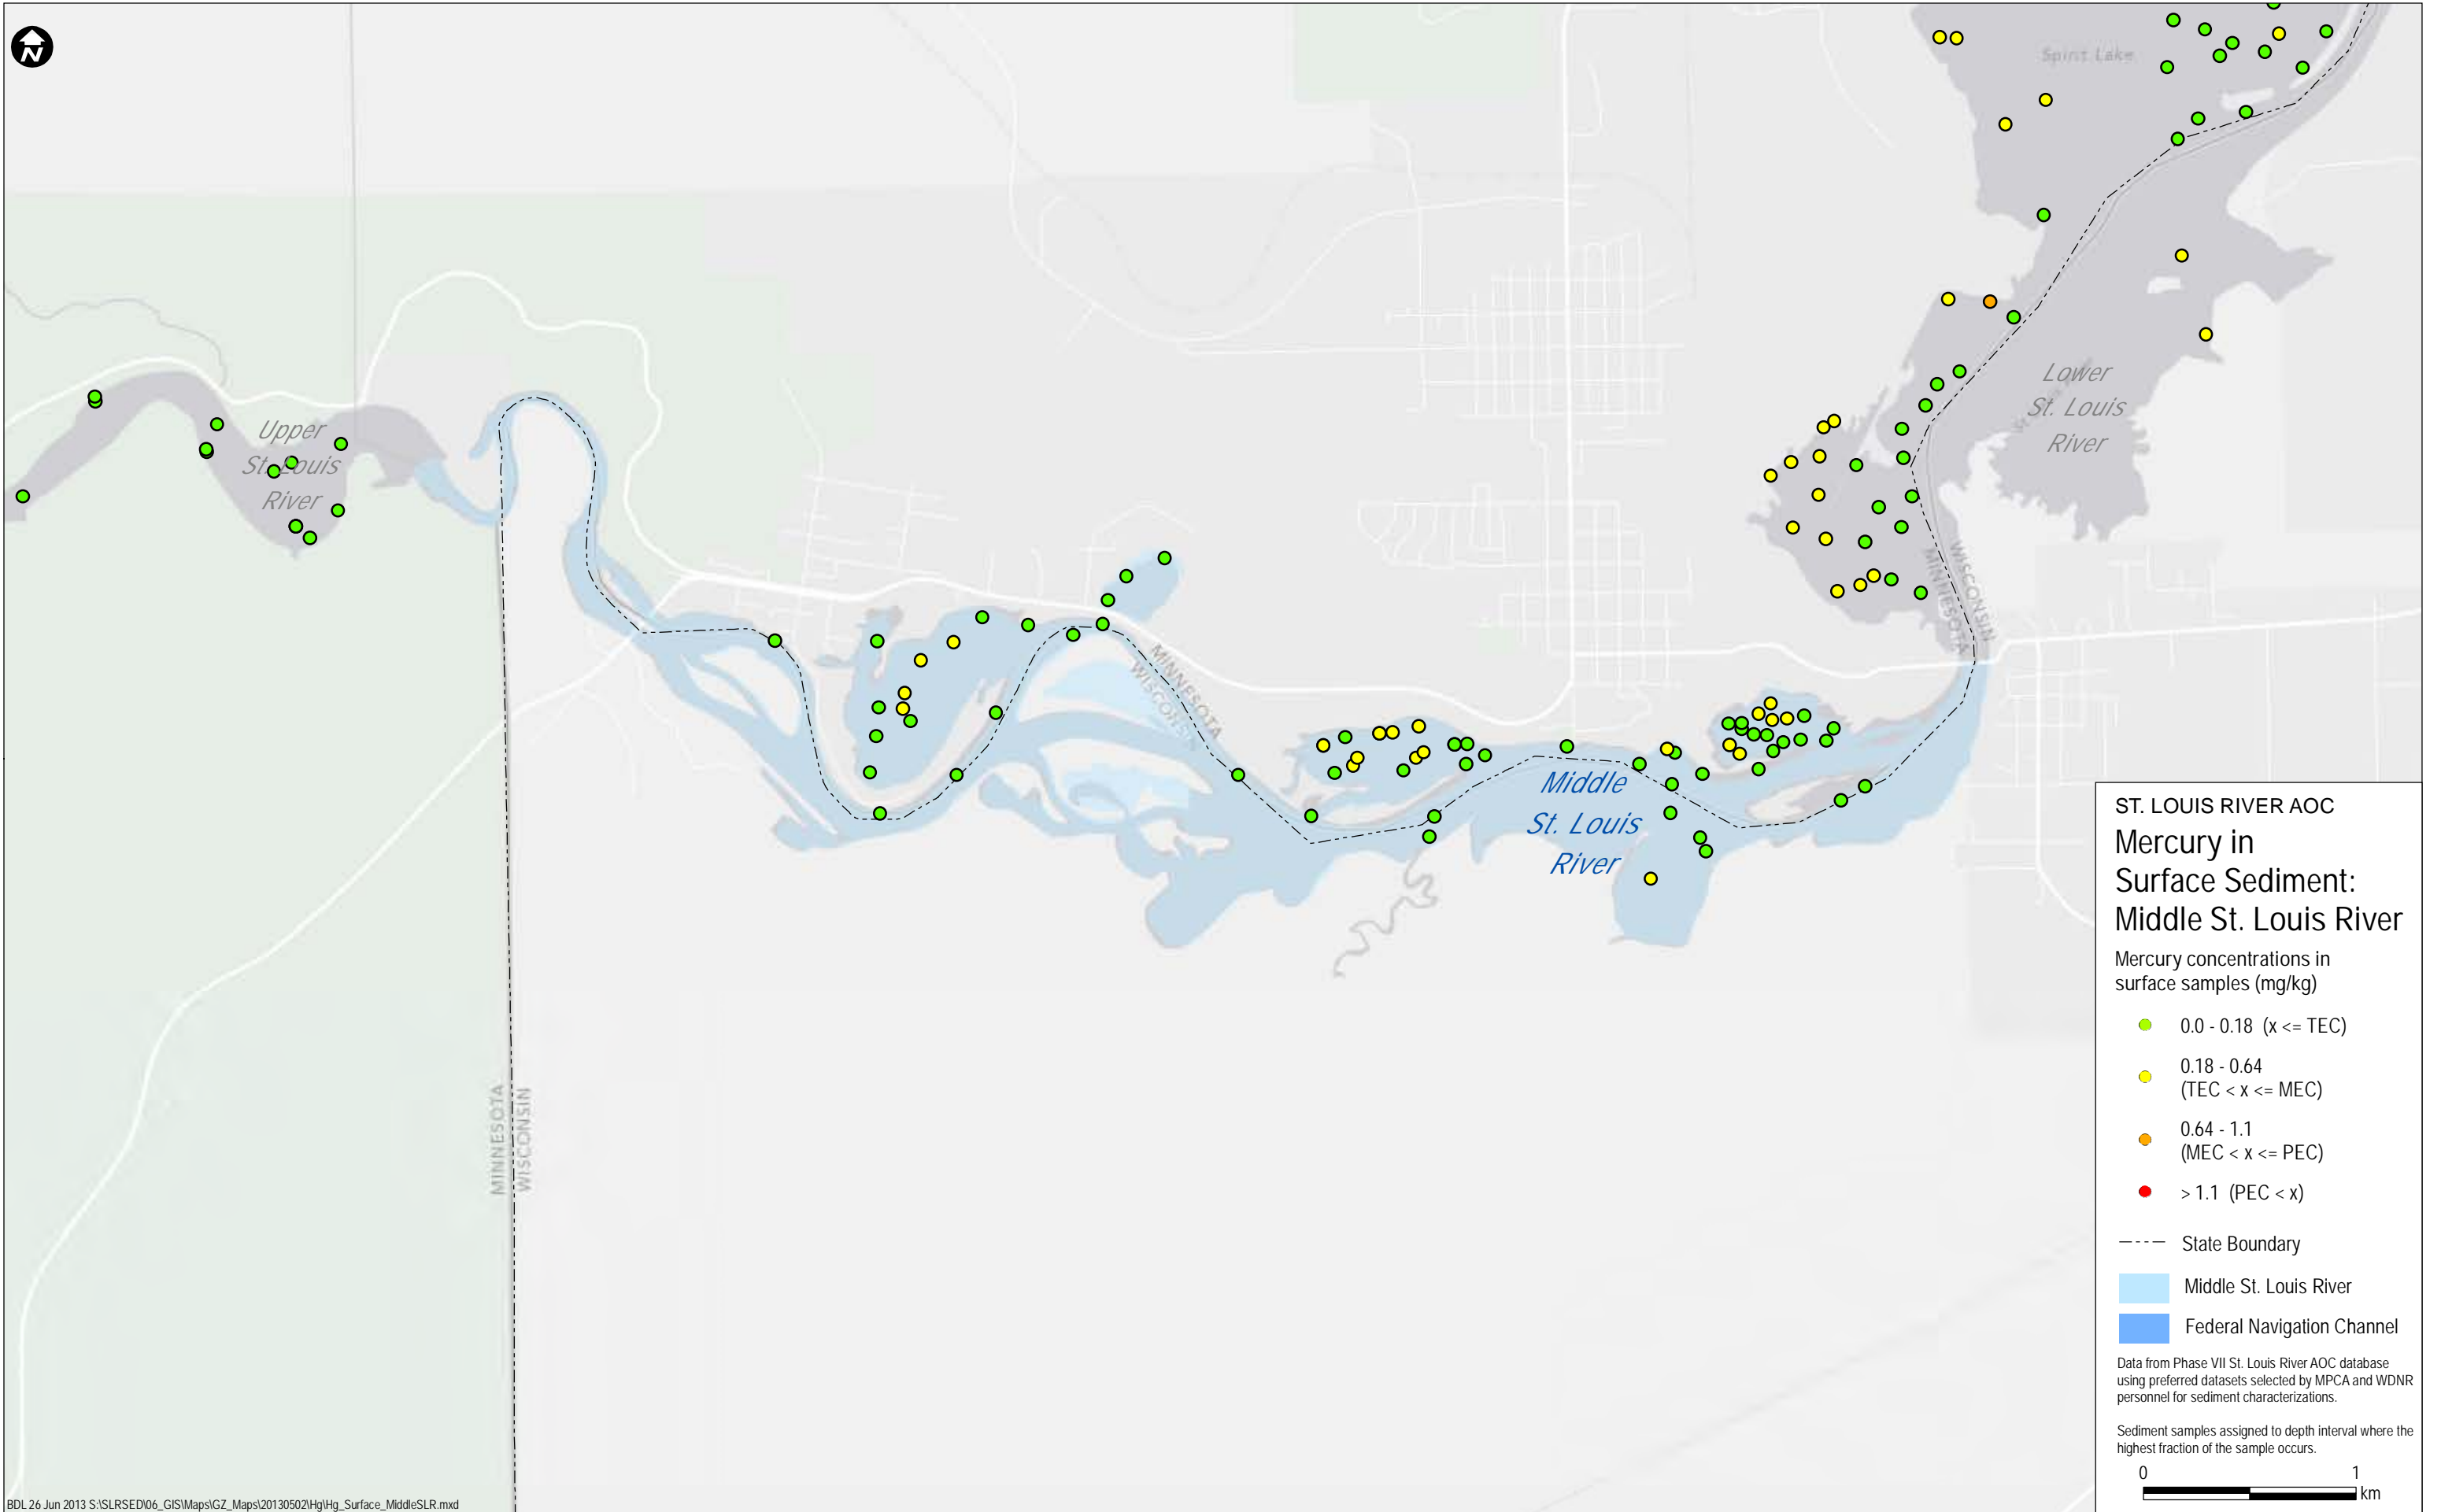 N
Spirit Lake
Upper
St. Louis
River
Lower
St. Louis
River
WISCONSIN
MINNESOTA
MINNESOTA
WISCONSIN
Middle
St. Louis
River
MINNESOTA
WISCONSIN
ST. LOUIS RIVER AOC
Mercury in
Surface Sediment:
Middle St. Louis River
Mercury concentrations in
surface samples (mg/kg)
0.0 - 0.18 (x <= TEC)
0.18 - 0.64
(TEC < x <= MEC)
0.64 - 1.1
(MEC < x <= PEC)
> 1.1 (PEC < x)
State Boundary
Middle St. Louis River
Federal Navigation Channel
Data from Phase VII St. Louis River AOC database
using preferred datasets selected by MPCA and WDNR
personnel for sediment characterizations.
Sediment samples assigned to depth interval where the
highest fraction of the sample occurs.
0 1
km
BDL 26 Jun 2013 S:\SLRSED\06_GIS\Maps\GZ_Maps\20130502\Hg\Hg_Surface_MiddleSLR.mxd